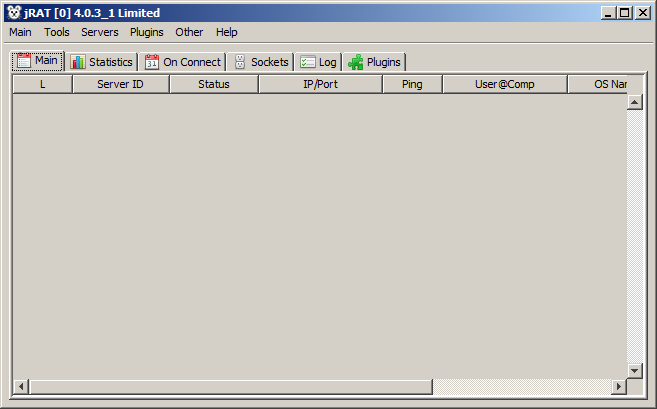 jRAT [0] 4.0.3_1 Limited
Main Tools Servers Plugins Other Help
Main Statistics On Connect Sockets Log Plugins
L Server ID Status IP/Port Ping User@Comp OS Nar